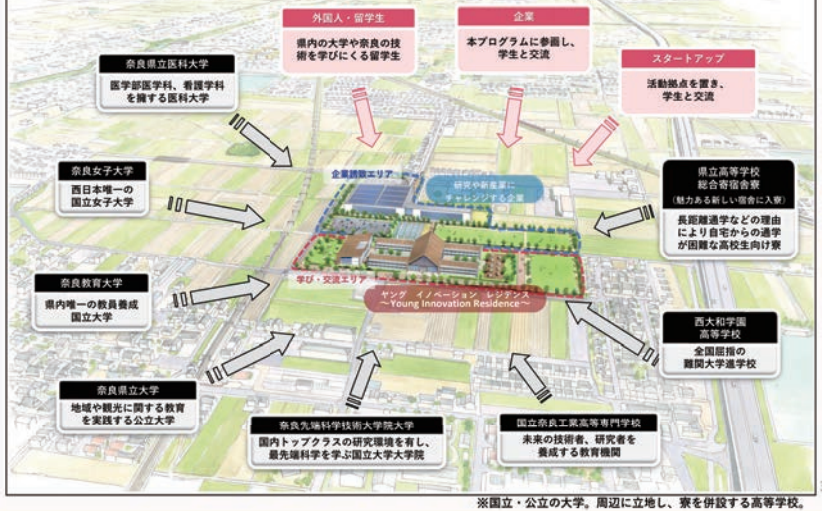 外国人・留学生
県内の大学や奈良の技
術を学びにくる留学生
企業
本プログラムに参画し、
学生と交流
スタートアップ
活動拠点を置き、
学生と交流
奈良県立医科大学
医学部医学科、看護学科
を擁する医科大学
奈良女子大学
西日本唯一の
国立女子大学
奈良教育大学
県内唯一の教員養成
国立大学
奈良県立大学
地域や観光に関する教育
を実践する公立大学
企業誘致エリア
研究や新産業に
チャレンジする企業
学び・交流エリア
ヤング イノベーション レジデンス
～Young Innovation Residence～
県立高等学校
総合寄宿舎寮
（魅力ある新しい宿舎に入寮）
長距離通学などの理由
により自宅からの通学
が困難な高校生向け寮
西大和学園
高等学校
全国屈指の
難関大学進学校
奈良先端科学技術大学院大学
国内トップクラスの研究環境を有し、
最先端科学を学ぶ国立大学大学院
国立奈良工業高等専門学校
未来の技術者、研究者を
養成する教育機関
※国立・公立の大学。周辺に立地し、寮を併設する高等学校。